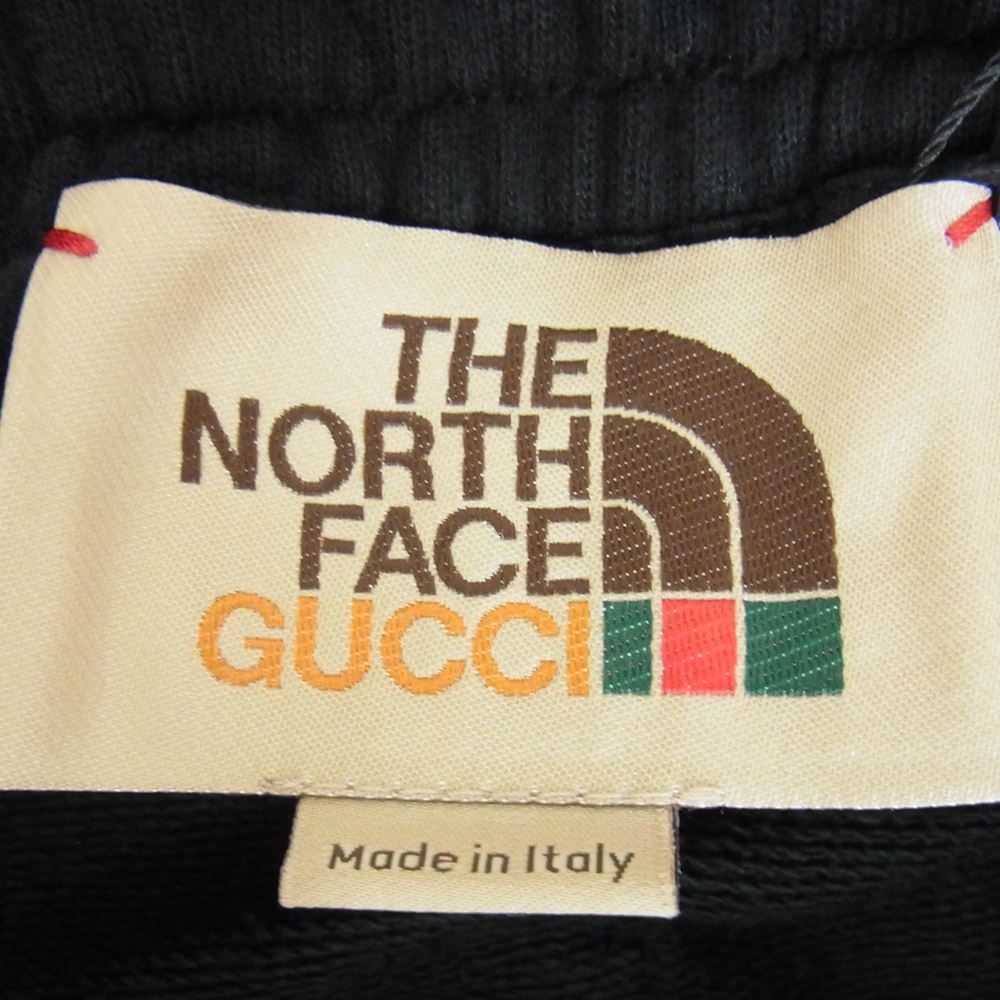 THE
NORTH
FACE
GUCCI
Made in Italy